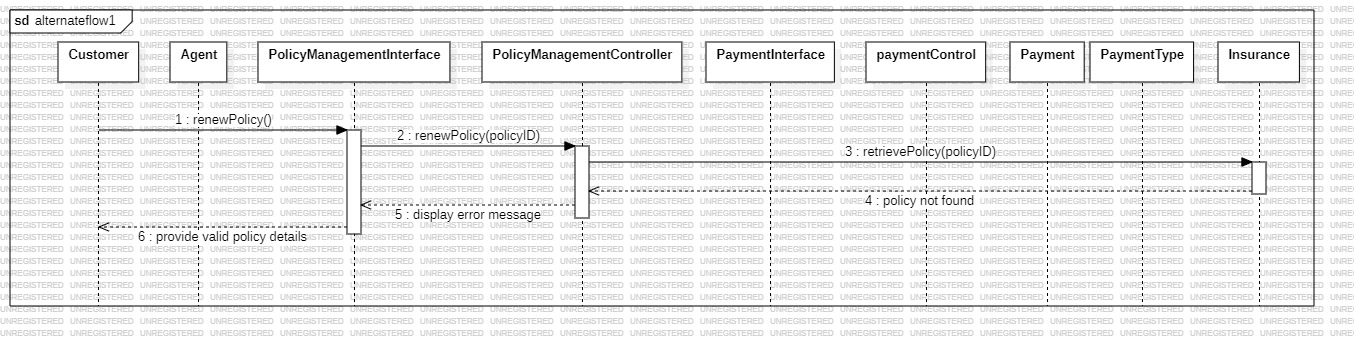 sd alternateflow1
Customer Agent PolicyManagementInterface PolicyManagementController PaymentInterface paymentControl Payment PaymentType Insurance
1 : renewPolicy()
2 : renewPolicy(policyID)
3 : retrievePolicy(policyID)
4 : policy not found
5 : display error message
6 : provide valid policy details
UNREGISTERED